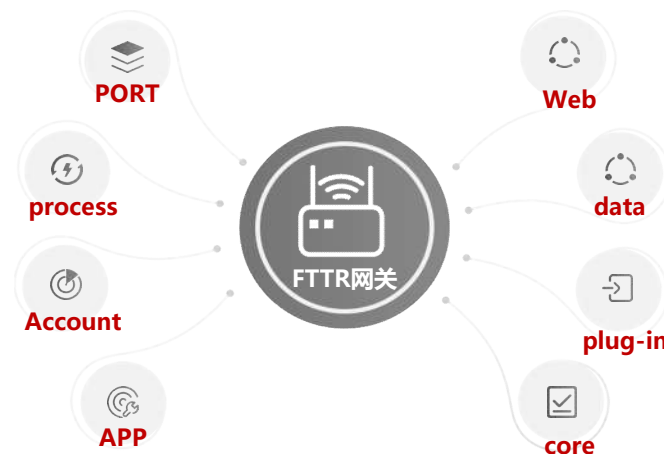 PORT
Web
process
data
FTTR网关
Account
plug-in
APP
core